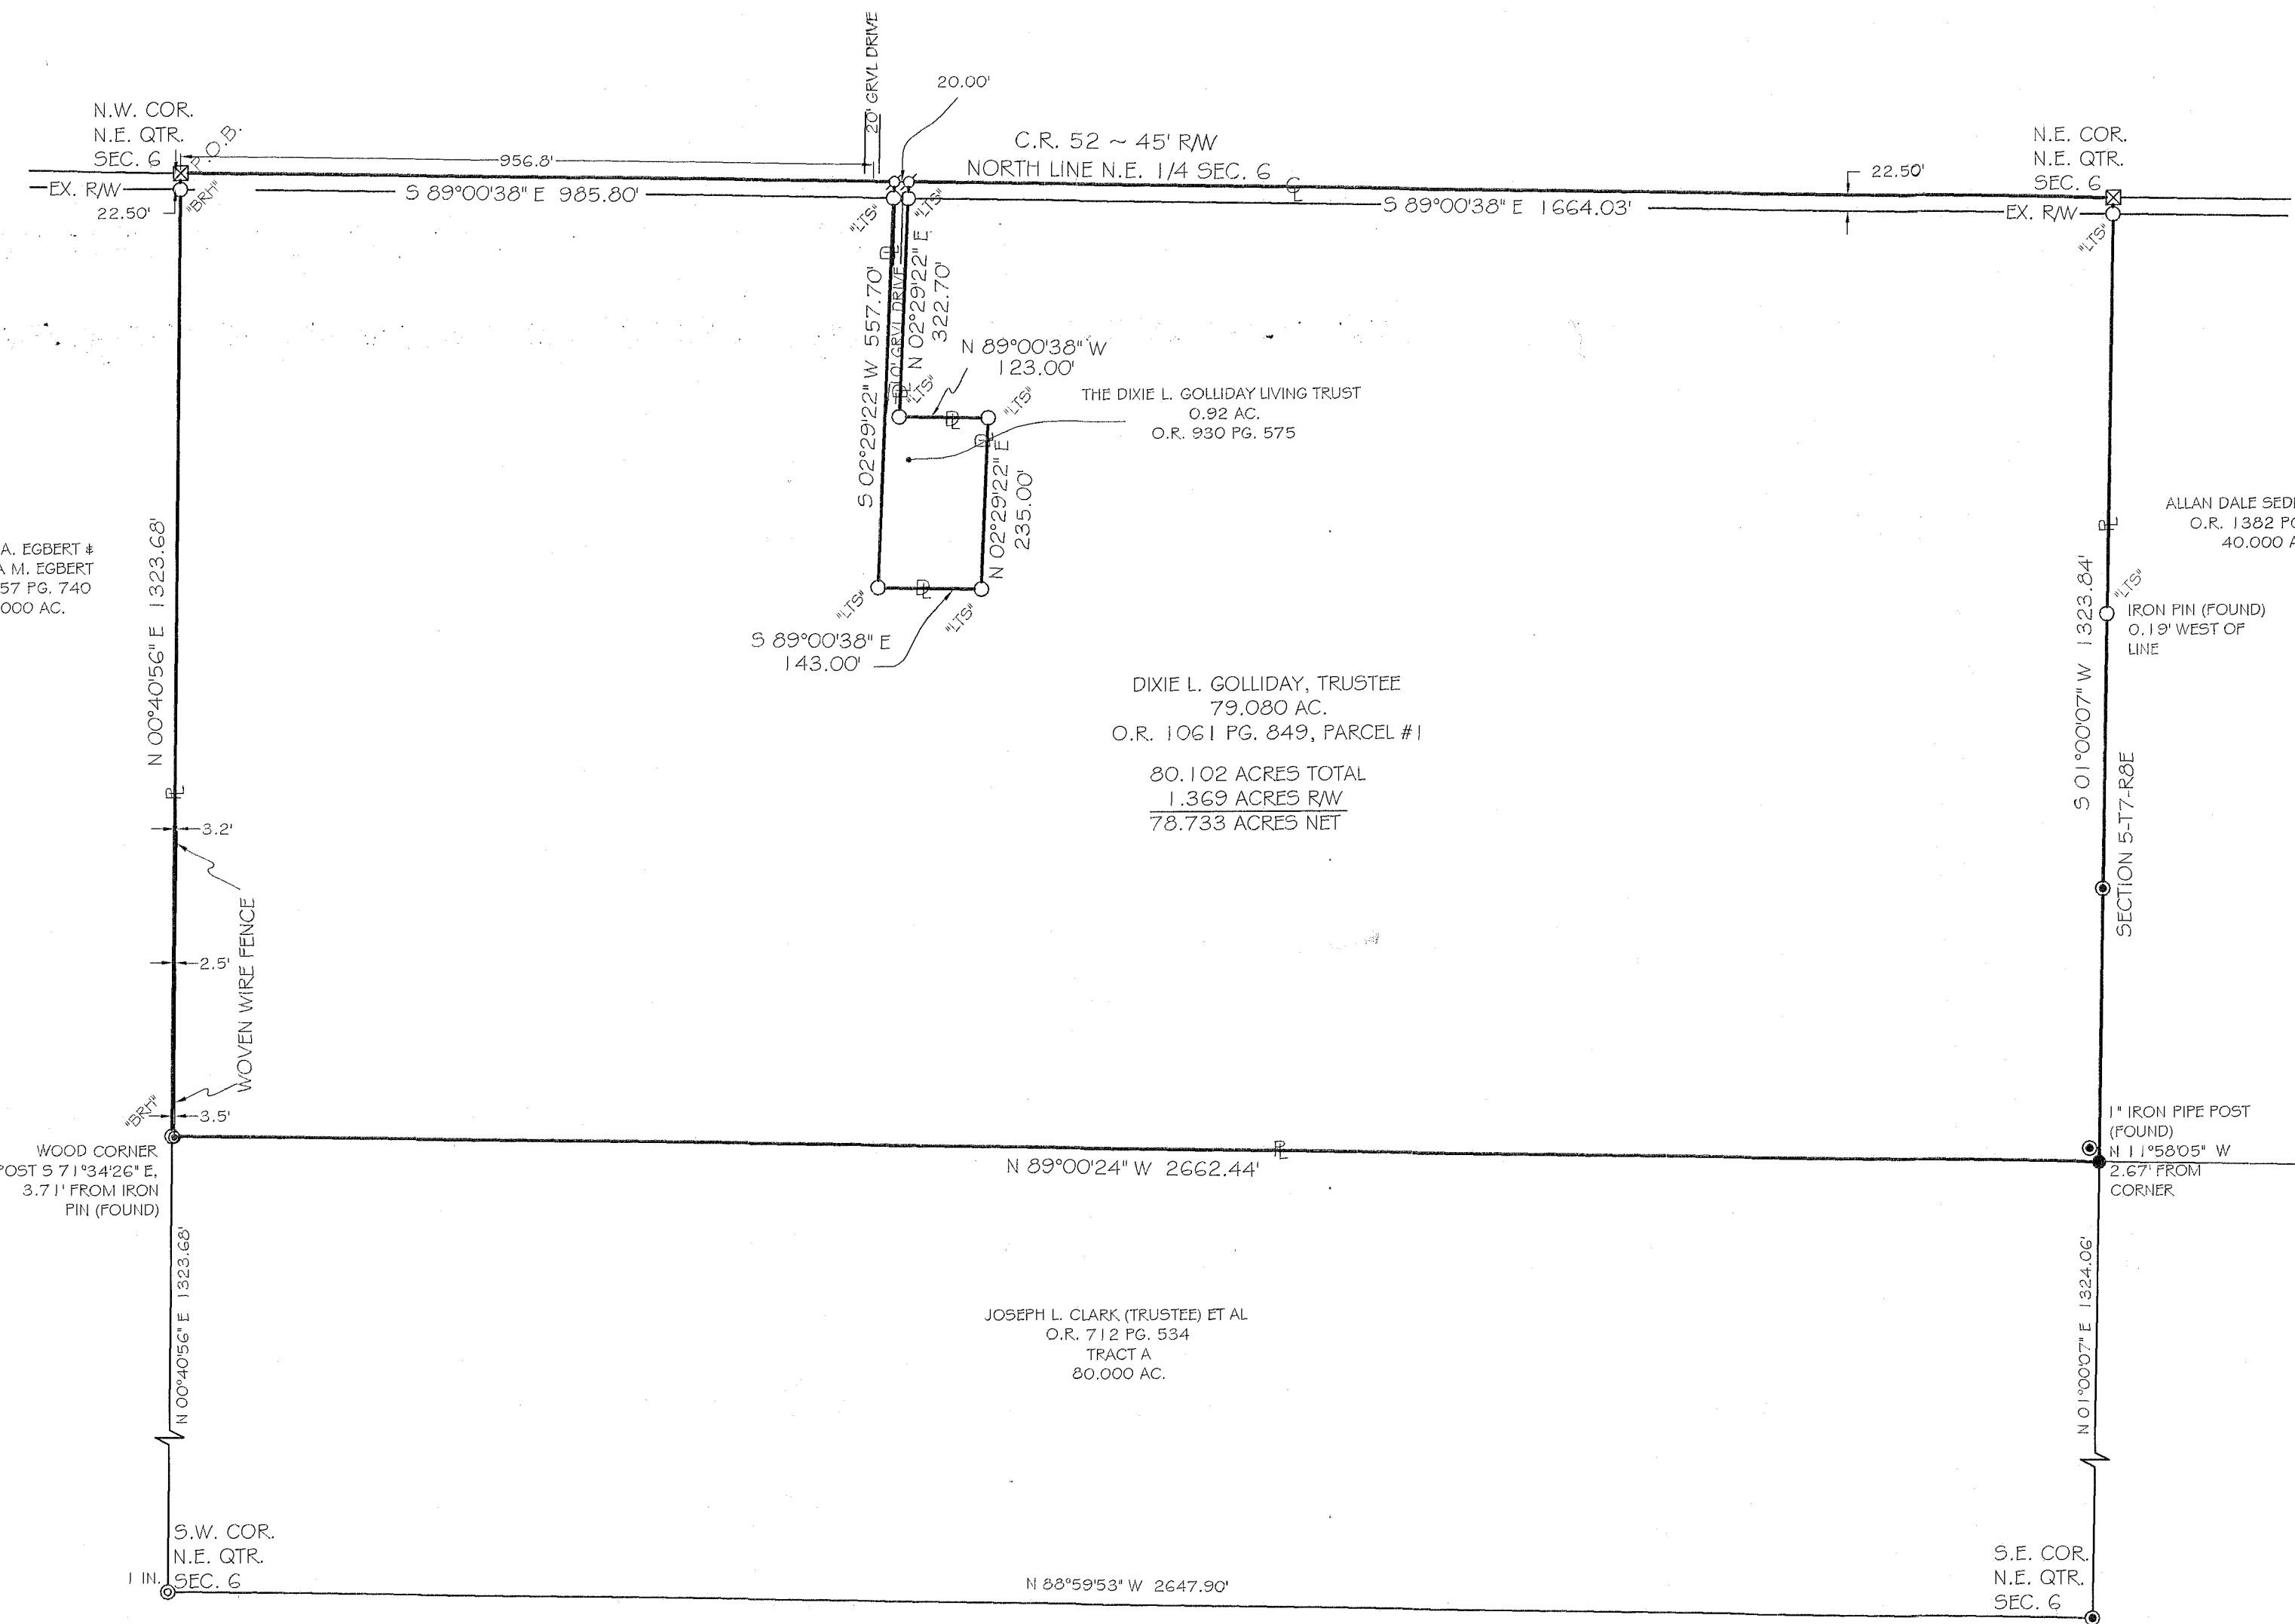 20' GRVL DRIVE
20.00'
N.W. COR.
N.E. QTR.
SEC. 6
P.O.B.
956.8'
C.R. 52 ~ 45' R/W
NORTH LINE N.E. 1/4 SEC. 6
N.E. COR.
N.E. QTR.
SEC. 6
22.50'
EX. R/W
"BRH"
22.50'
S 89°00'38" E 985.80'
"LTS"
"LTS"
S 89°00'38" E 1664.03'
EX. R/W
"LTS"
S 02°29'22" W 557.70'
10' GRVL DRIVE
N 02°29'22" E
322.70'
"LTS"
N 89°00'38" W
123.00'
"LTS"
THE DIXIE L. GOLLIDAY LIVING TRUST
0.92 AC.
O.R. 930 PG. 575
N 02°29'22" E
235.00'
"LTS"
"LTS"
S 89°00'38" E
143.00'
A. EGBERT &
A M. EGBERT
57 PG. 740
000 AC.
N 00°40'56" E 1323.68'
ALLAN DALE SED
O.R. 1382 P
40.000 A
S 01°00'07" W 1323.84'
"LTS"
IRON PIN (FOUND)
0.19' WEST OF
LINE
SECTION 5-T7-R8E
DIXIE L. GOLLIDAY, TRUSTEE
79.080 AC.
O.R. 1061 PG. 849, PARCEL #1
80.102 ACRES TOTAL
1.369 ACRES R/W
78.733 ACRES NET
3.2'
WOVEN WIRE FENCE
2.5'
3.5'
"BRH"
WOOD CORNER
POST S 71°34'26" E,
3.71' FROM IRON
PIN (FOUND)
N 89°00'24" W 2662.44'
1" IRON PIPE POST
(FOUND)
N 11°58'05" W
2.67' FROM
CORNER
N 00°40'56" E 1323.68'
N 01°00'07" E 1324.06'
JOSEPH L. CLARK (TRUSTEE) ET AL
O.R. 712 PG. 534
TRACT A
80.000 AC.
S.W. COR.
N.E. QTR.
SEC. 6
1 IN.
N 88°59'53" W 2647.90'
S.E. COR.
N.E. QTR.
SEC. 6